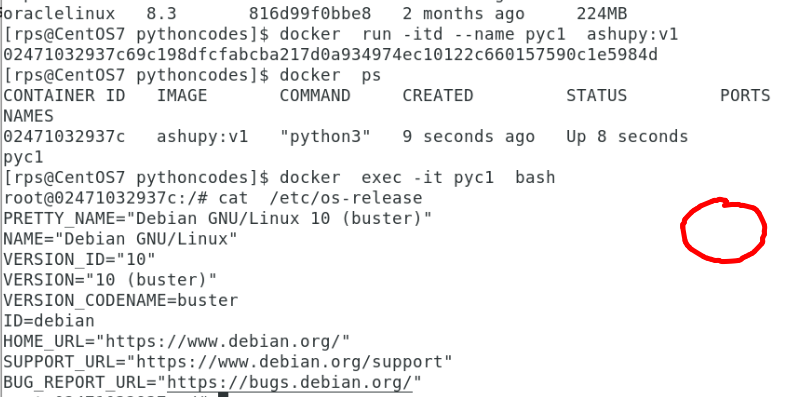 oraclelinux   8.3        816d99f0bbe8   2 months ago     224MB
[rps@CentOS7 pythoncodes]$ docker  run -itd --name pyc1  ashupy:v1
02471032937c69c198dfcfabcba217d0a934974ec10122c660157590c1e5984d
[rps@CentOS7 pythoncodes]$ docker  ps
CONTAINER ID   IMAGE       COMMAND     CREATED         STATUS         PORTS
NAMES
02471032937c   ashupy:v1   "python3"   9 seconds ago   Up 8 seconds
pyc1
[rps@CentOS7 pythoncodes]$ docker  exec -it pyc1  bash
root@02471032937c:/# cat  /etc/os-release
PRETTY_NAME="Debian GNU/Linux 10 (buster)"
NAME="Debian GNU/Linux"
VERSION_ID="10"
VERSION="10 (buster)"
VERSION_CODENAME=buster
ID=debian
HOME_URL="https://www.debian.org/"
SUPPORT_URL="https://www.debian.org/support"
BUG_REPORT_URL="https://bugs.debian.org/"